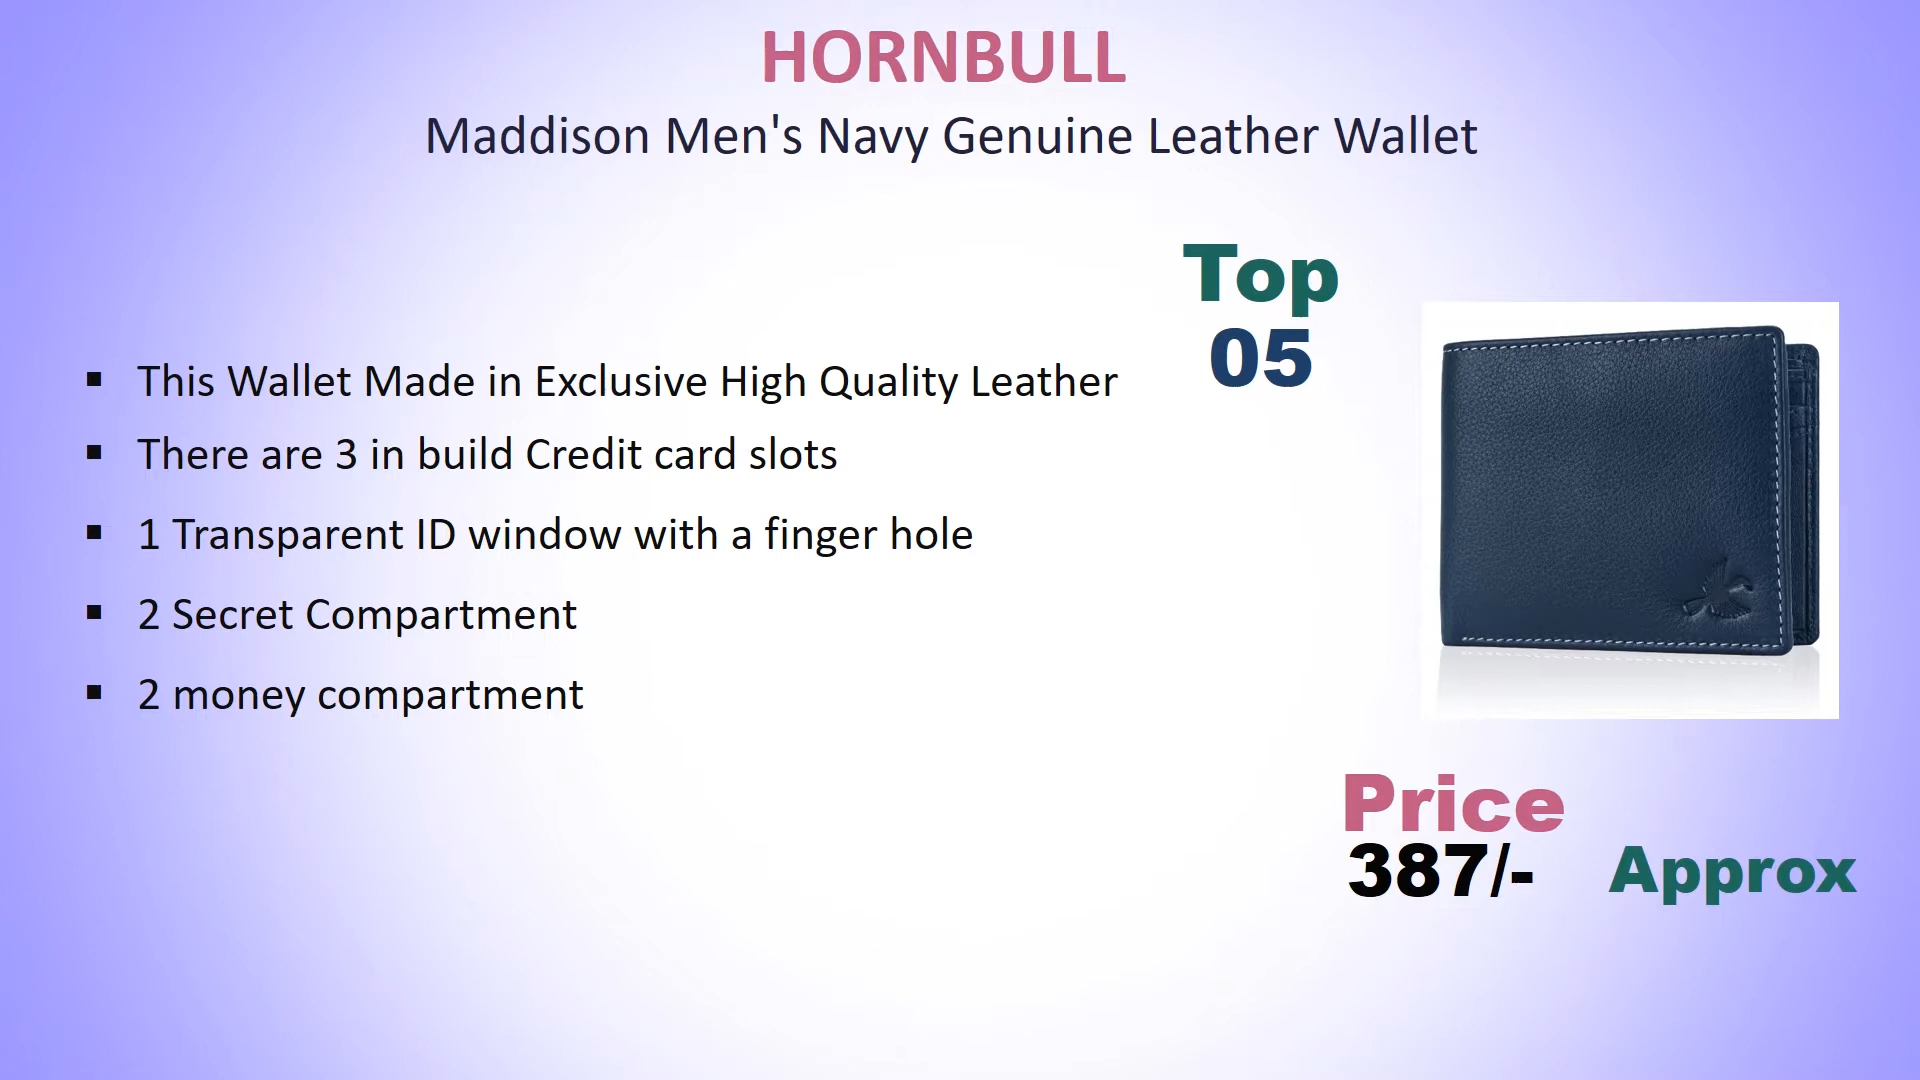 HORNBULL
Maddison Men's Navy Genuine Leather Wallet
Top
05
▪ This Wallet Made in Exclusive High Quality Leather
▪ There are 3 in build Credit card slots
▪ 1 Transparent ID window with a finger hole
▪ 2 Secret Compartment
▪ 2 money compartment
Price
387/- Approx